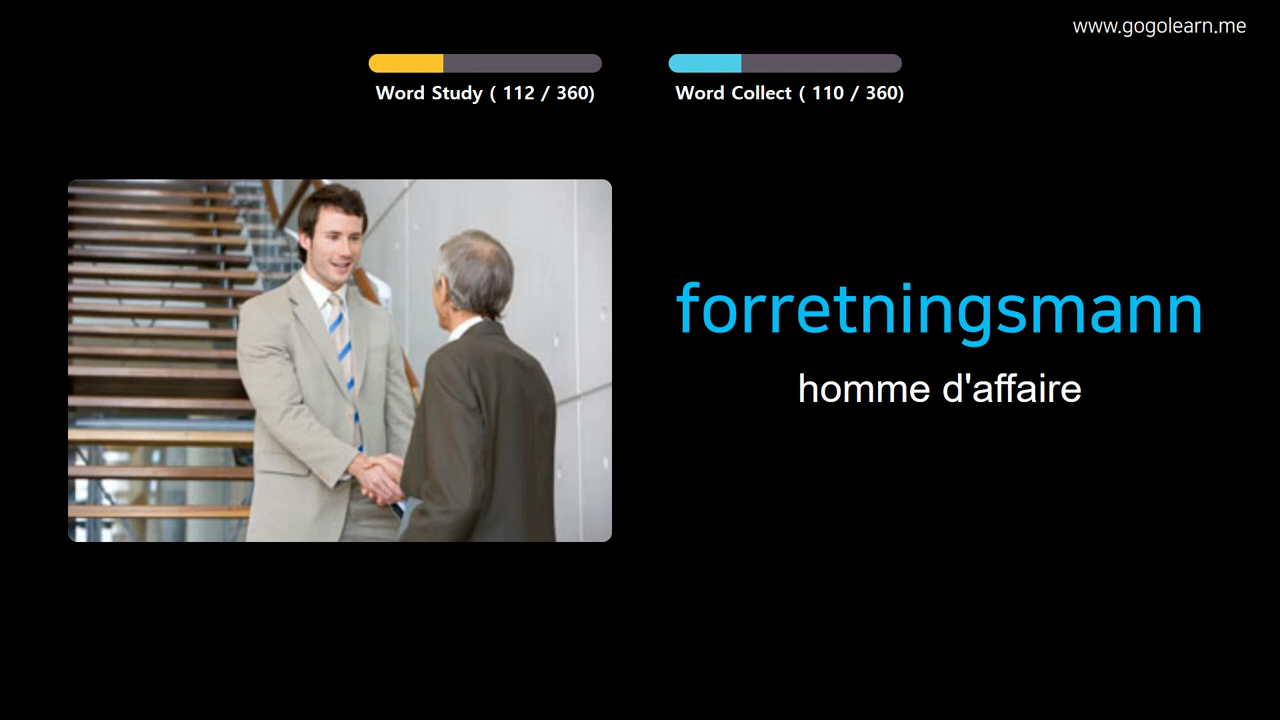 www.gogolearn.me
Word Study ( 112 / 360)
Word Collect ( 110 / 360)
forretningsmann
homme d'affaire